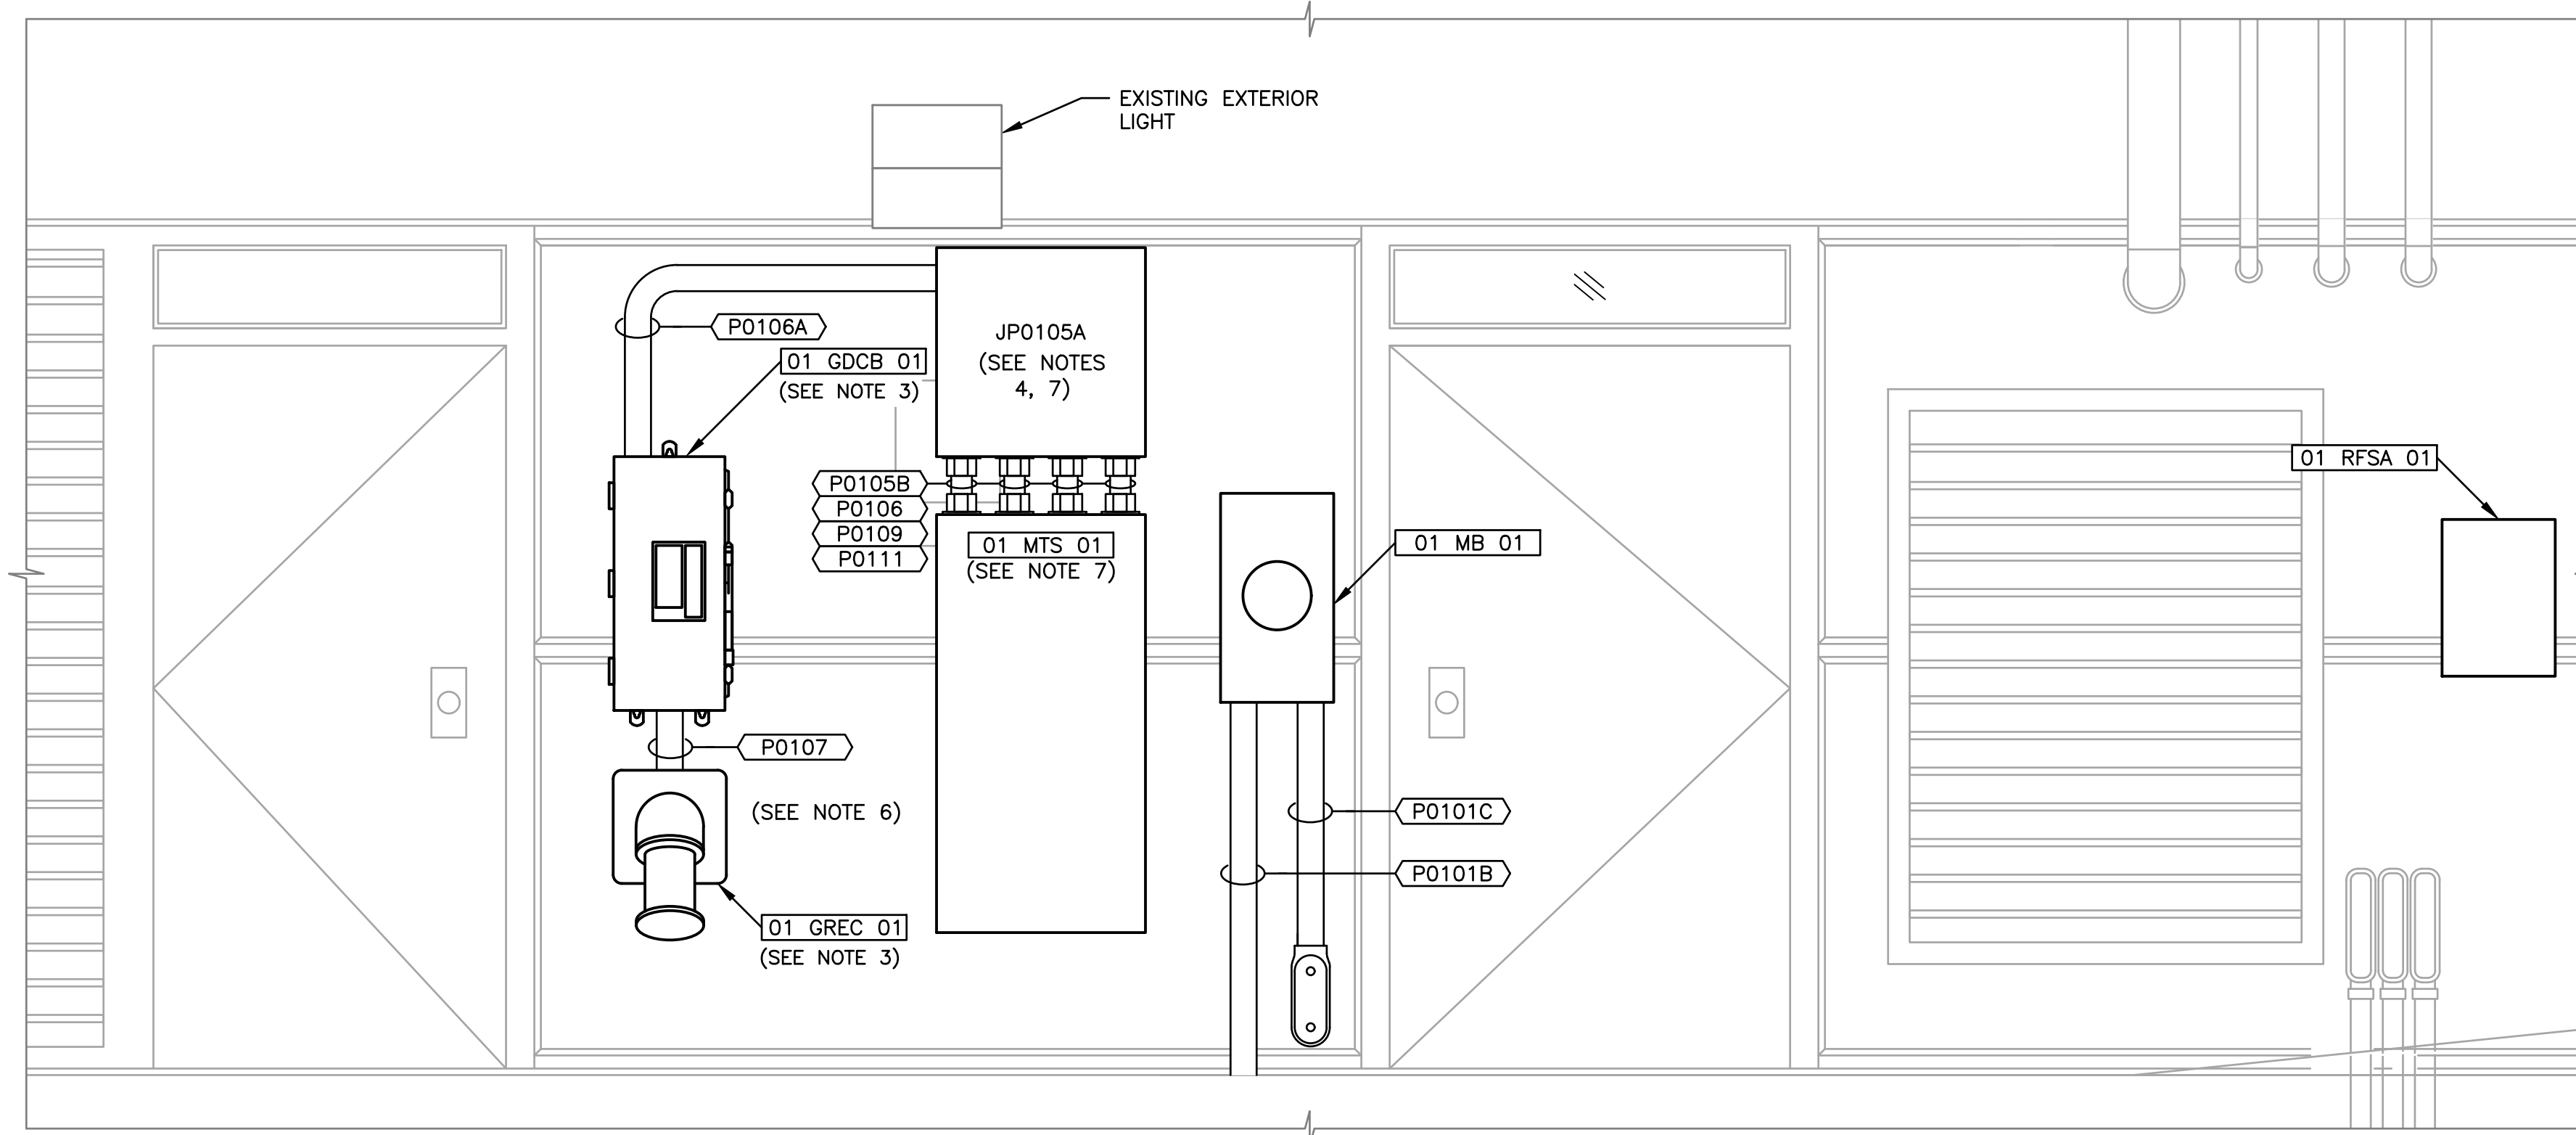 EXISTING EXTERIOR
LIGHT
P0106A
01 GDCB 01
(SEE NOTE 3)
JP0105A
(SEE NOTES
4, 7)
P0105B
P0106
P0109
P0111
01 MTS 01
(SEE NOTE 7)
01 MB 01
01 RFSA 01
P0107
(SEE NOTE 6)
01 GREC 01
(SEE NOTE 3)
P0101C
P0101B